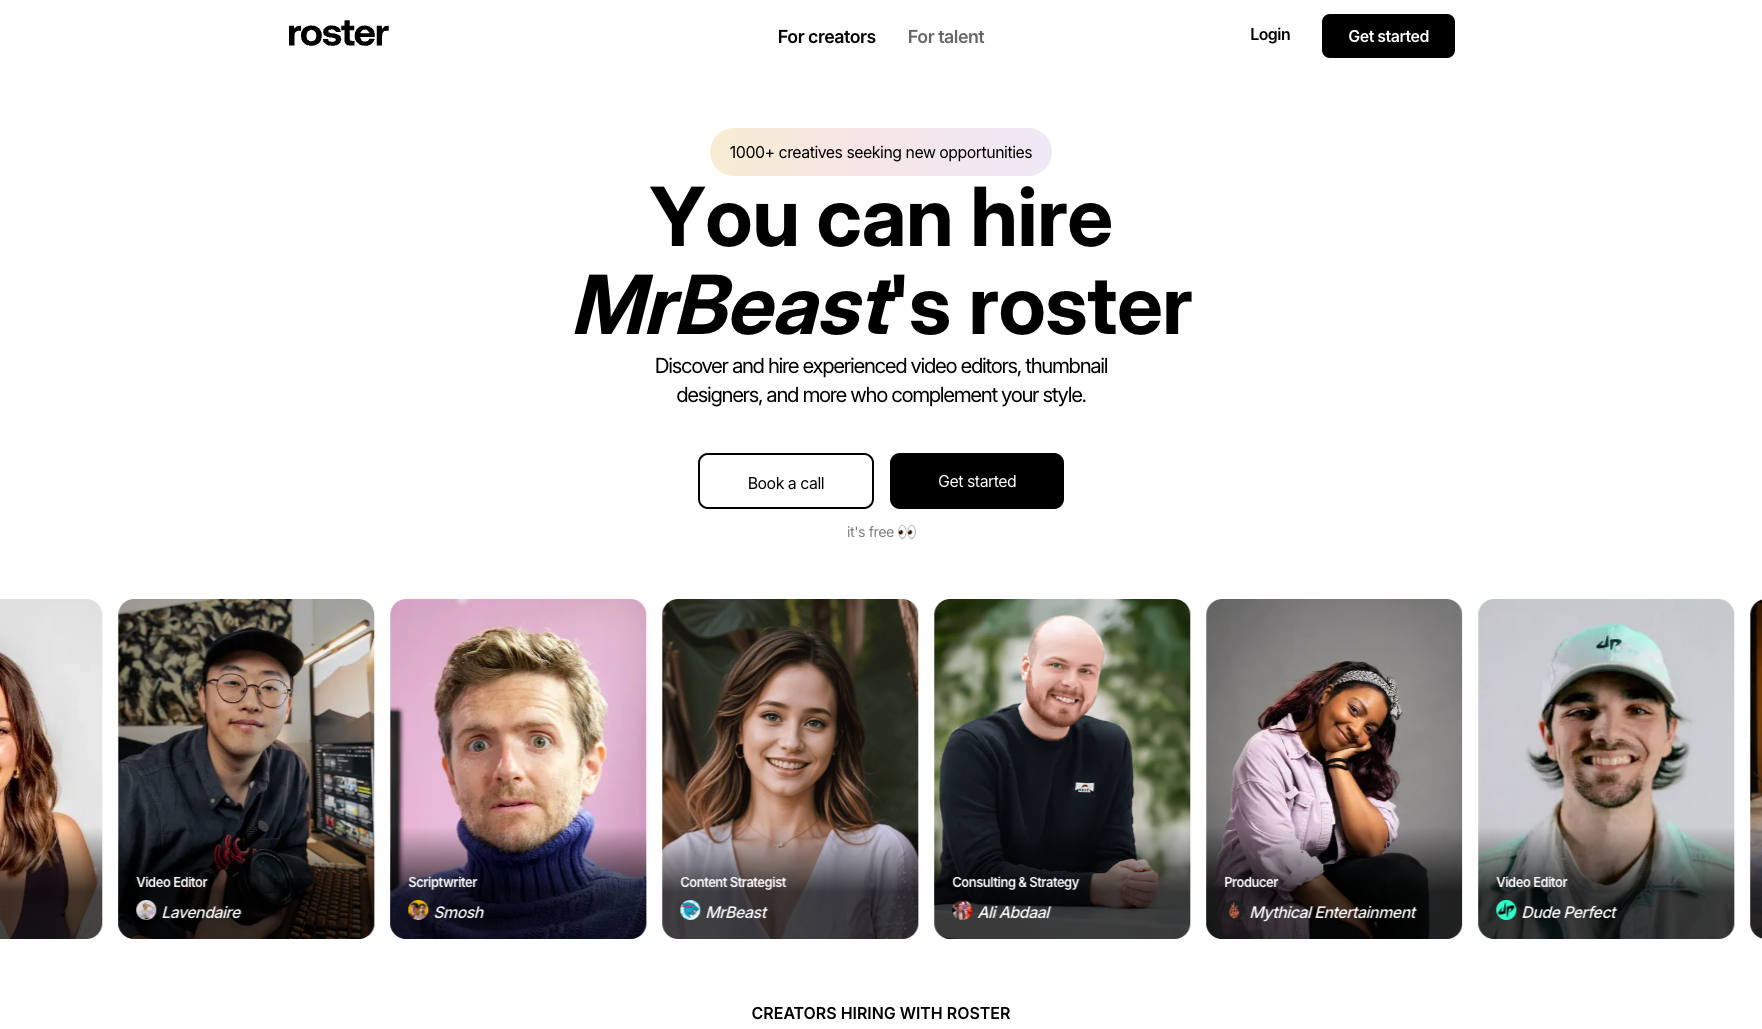 roster
For creators
For talent
Login
Get started
1000+ creatives seeking new opportunities
You can hire
MrBeast's roster
Discover and hire experienced video editors, thumbnail
designers, and more who complement your style.
Book a call
Get started
it's free 👀
Video Editor
Lavendaire
Scriptwriter
Smosh
Content Strategist
MrBeast
Consulting & Strategy
Ali Abdaal
Producer
Mythical Entertainment
Video Editor
Dude Perfect
CREATORS HIRING WITH ROSTER